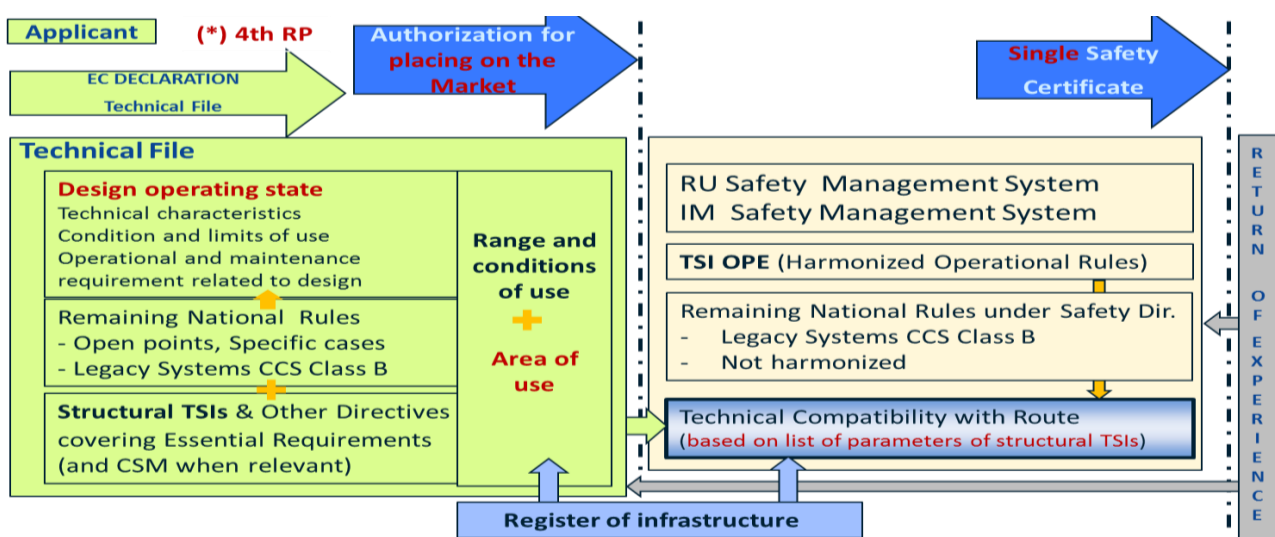 Applicant
(*) 4th RP
EC DECLARATION
Technical File
Authorization for
placing on the
Market
Single Safety
Certificate
Technical File
Design operating state
Technical characteristics
Condition and limits of use
Operational and maintenance
requirement related to design
Remaining National Rules
- Open points, Specific cases
- Legacy Systems CCS Class B
Structural TSIs & Other Directives
covering Essential Requirements
(and CSM when relevant)
Range and
conditions
of use
Area of
use
RU Safety Management System
IM Safety Management System
TSI OPE (Harmonized Operational Rules)
Remaining National Rules under Safety Dir.
- Legacy Systems CCS Class B
- Not harmonized
Technical Compatibility with Route
(based on list of parameters of structural TSIs)
Register of infrastructure
RETURN OF EXPERIENCE